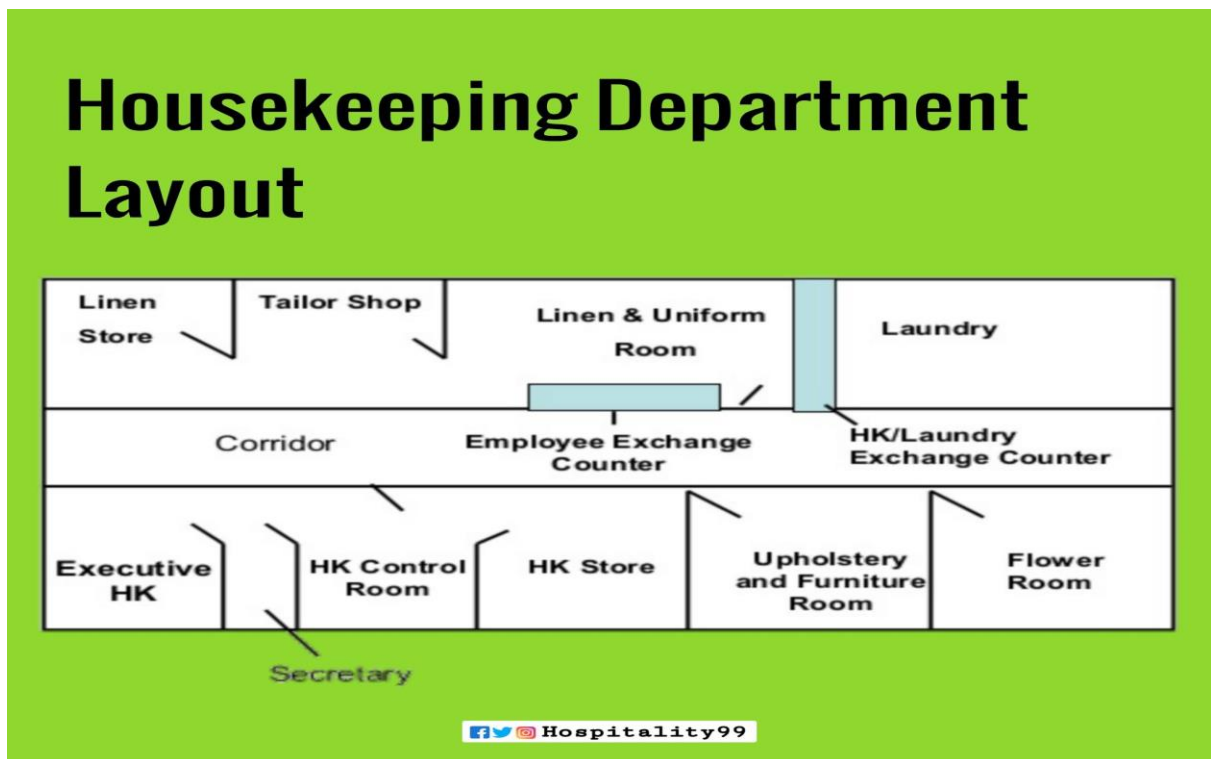 Housekeeping Department
Layout
Linen
Store
Tailor Shop
Linen & Uniform
Room
Laundry
Corridor
Employee Exchange
Counter
HK/Laundry
Exchange Counter
Executive
HK
HK Control
Room
HK Store
Upholstery
and Furniture
Room
Flower
Room
Secretary
Hospitality99